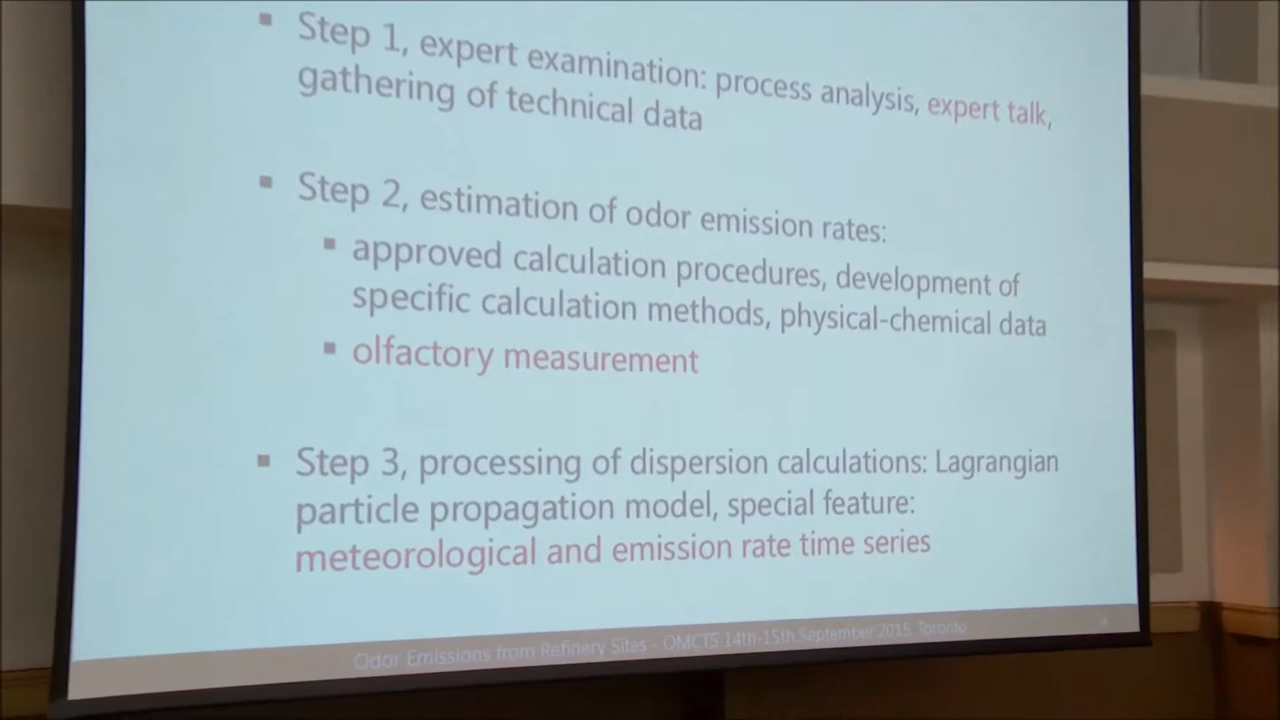 ▪ Step 1, expert examination: process analysis, expert talk,
gathering of technical data
▪ Step 2, estimation of odor emission rates:
▪ approved calculation procedures, development of
specific calculation methods, physical-chemical data
▪ olfactory measurement
▪ Step 3, processing of dispersion calculations: Lagrangian
particle propagation model, special feature:
meteorological and emission rate time series
Odor Emissions from Refinery Sites - OMCTS 14th-15th September 2015, Toronto